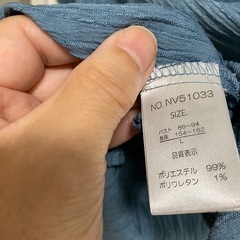 NO. NV51033
SIZE.
バスト 86~94
身長 154~162
L
品質表示
ポリエステル 99%
ポリウレタン 1%